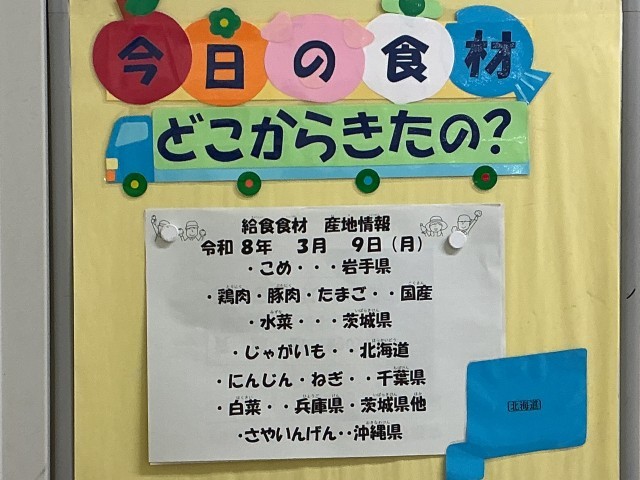 今日の食材
どこからきたの?
給食食材 産地情報
令和 8年 3月 9日(月)
・こめ・・・岩手県
・鶏肉・豚肉・たまご・・国産
・水菜・・・茨城県
・じゃがいも・・北海道
・にんじん・ねぎ・・千葉県
・白菜・・兵庫県・茨城県他
・さやいんげん・・沖縄県
北海道